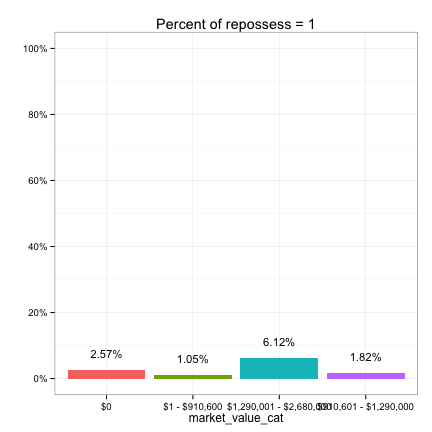 Percent of repossess = 1
100%
80%
60%
40%
20%
0%
2.57%
1.05%
6.12%
1.82%
$0
$1 - $910,600
$1,290,001 - $2,680,000
$910,601 - $1,290,000
market_value_cat